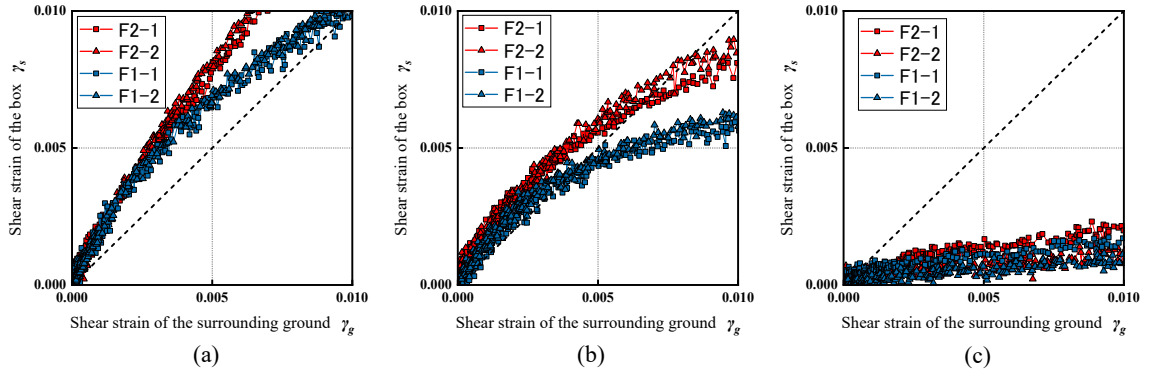 0.010
F2-1
F2-2
F1-1
F1-2
0.005
0.000
0.000
0.005
0.010
Shear strain of the box γs
Shear strain of the surrounding ground γg
(a)
0.010
F2-1
F2-2
F1-1
F1-2
0.005
0.000
0.000
0.005
0.010
Shear strain of the box γs
Shear strain of the surrounding ground γg
(b)
0.010
F2-1
F2-2
F1-1
F1-2
0.005
0.000
0.000
0.005
0.010
Shear strain of the box γs
Shear strain of the surrounding ground γg
(c)